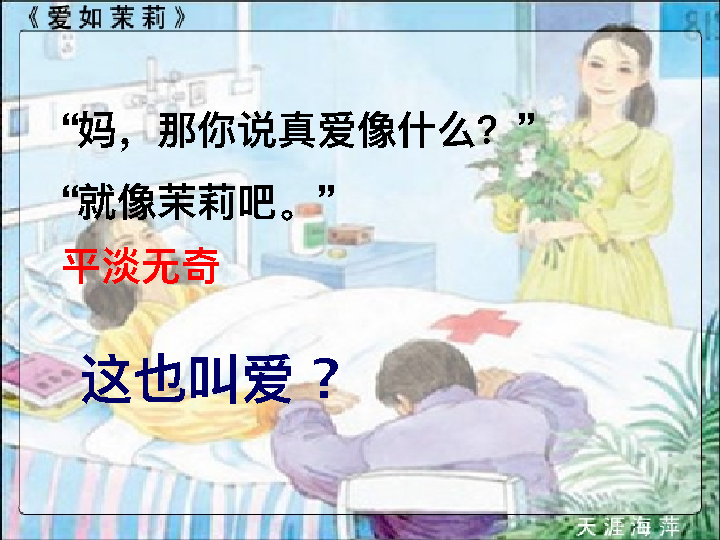 《爱如茉莉》
“妈，那你说真爱像什么？”
“就像茉莉吧。”
平淡无奇
这也叫爱？
天涯海萍